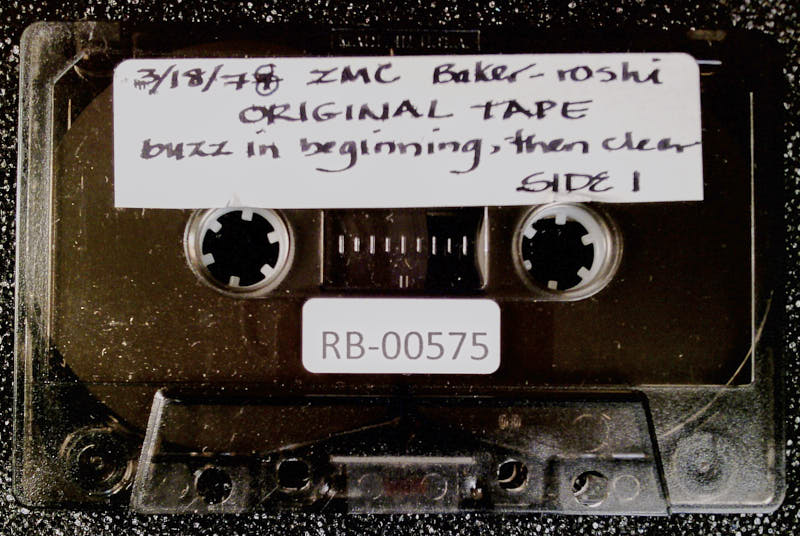 3/18/78 ZMC Baker-roshi
ORIGINAL TAPE
buzz in beginning, then clear
SIDE 1
RB-00575